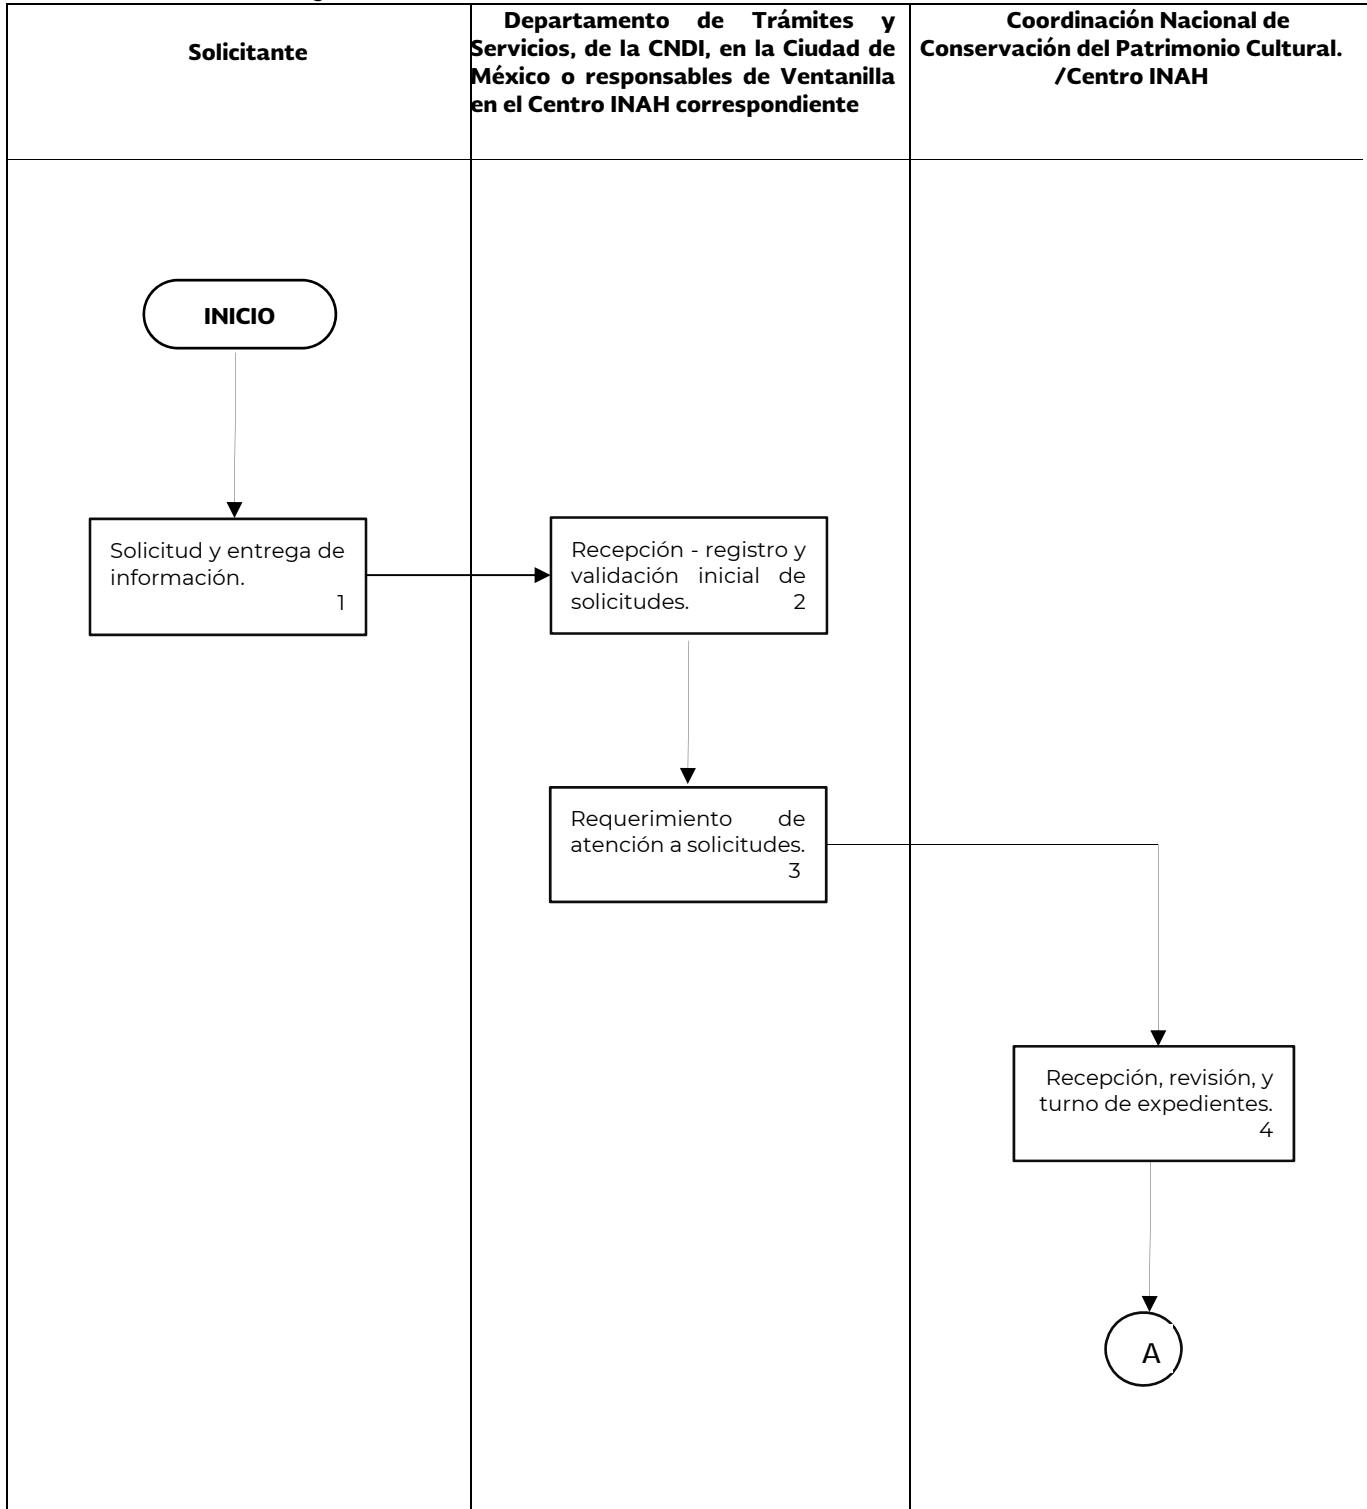 Solicitante
Departamento de Trámites y
Servicios, de la CNDI, en la Ciudad de
México o responsables de Ventanilla
en el Centro INAH correspondiente
Coordinación Nacional de
Conservación del Patrimonio Cultural.
/Centro INAH
INICIO
Solicitud y entrega de
información.
1
Recepción - registro y
validación inicial de
solicitudes. 2
Requerimiento de
atención a solicitudes.
3
Recepción, revisión, y
turno de expedientes.
4
A